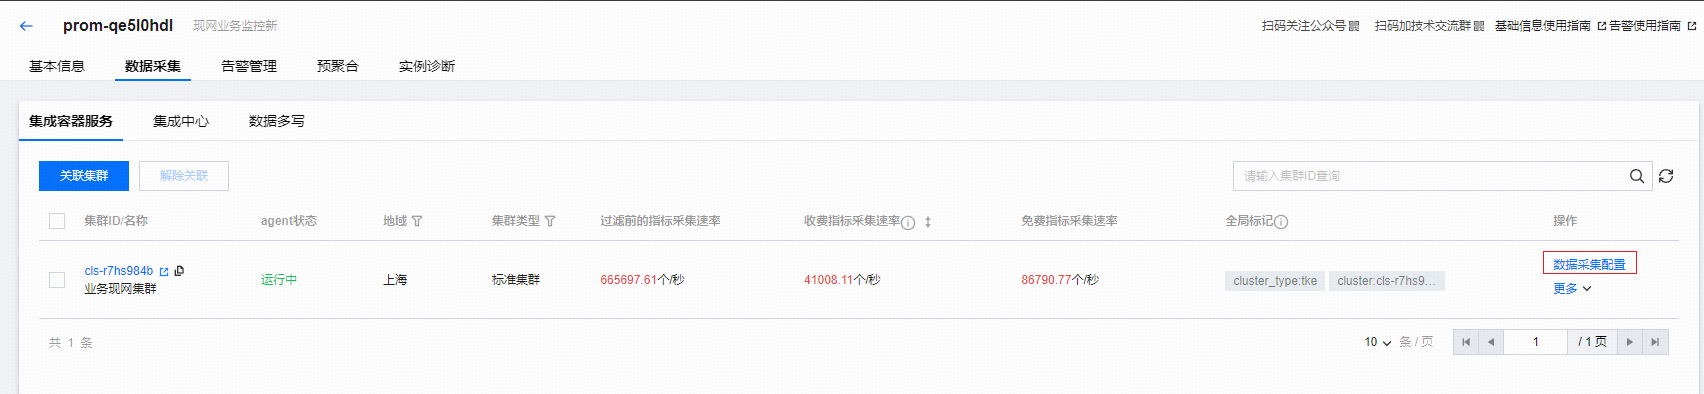 prom-qe5l0hdl 现网业务监控新 扫码关注公众号 扫码加技术交流群 基础信息使用指南 告警使用指南
基本信息 数据采集 告警管理 预聚合 实例诊断
集成容器服务 集成中心 数据多写
关联集群 解除关联 请输入集群ID查询
集群ID/名称 agent状态 地域 集群类型 过滤前的指标采集速率 收费指标采集速率 免费指标采集速率 全局标记 操作
cls-r7hs984b 运行中 上海 标准集群 665697.61个/秒 41008.11个/秒 86790.77个/秒 cluster_type:tke cluster:cls-r7hs9... 数据采集配置
业务现网集群 更多
共 1 条 10 条 / 页 1 / 1 页